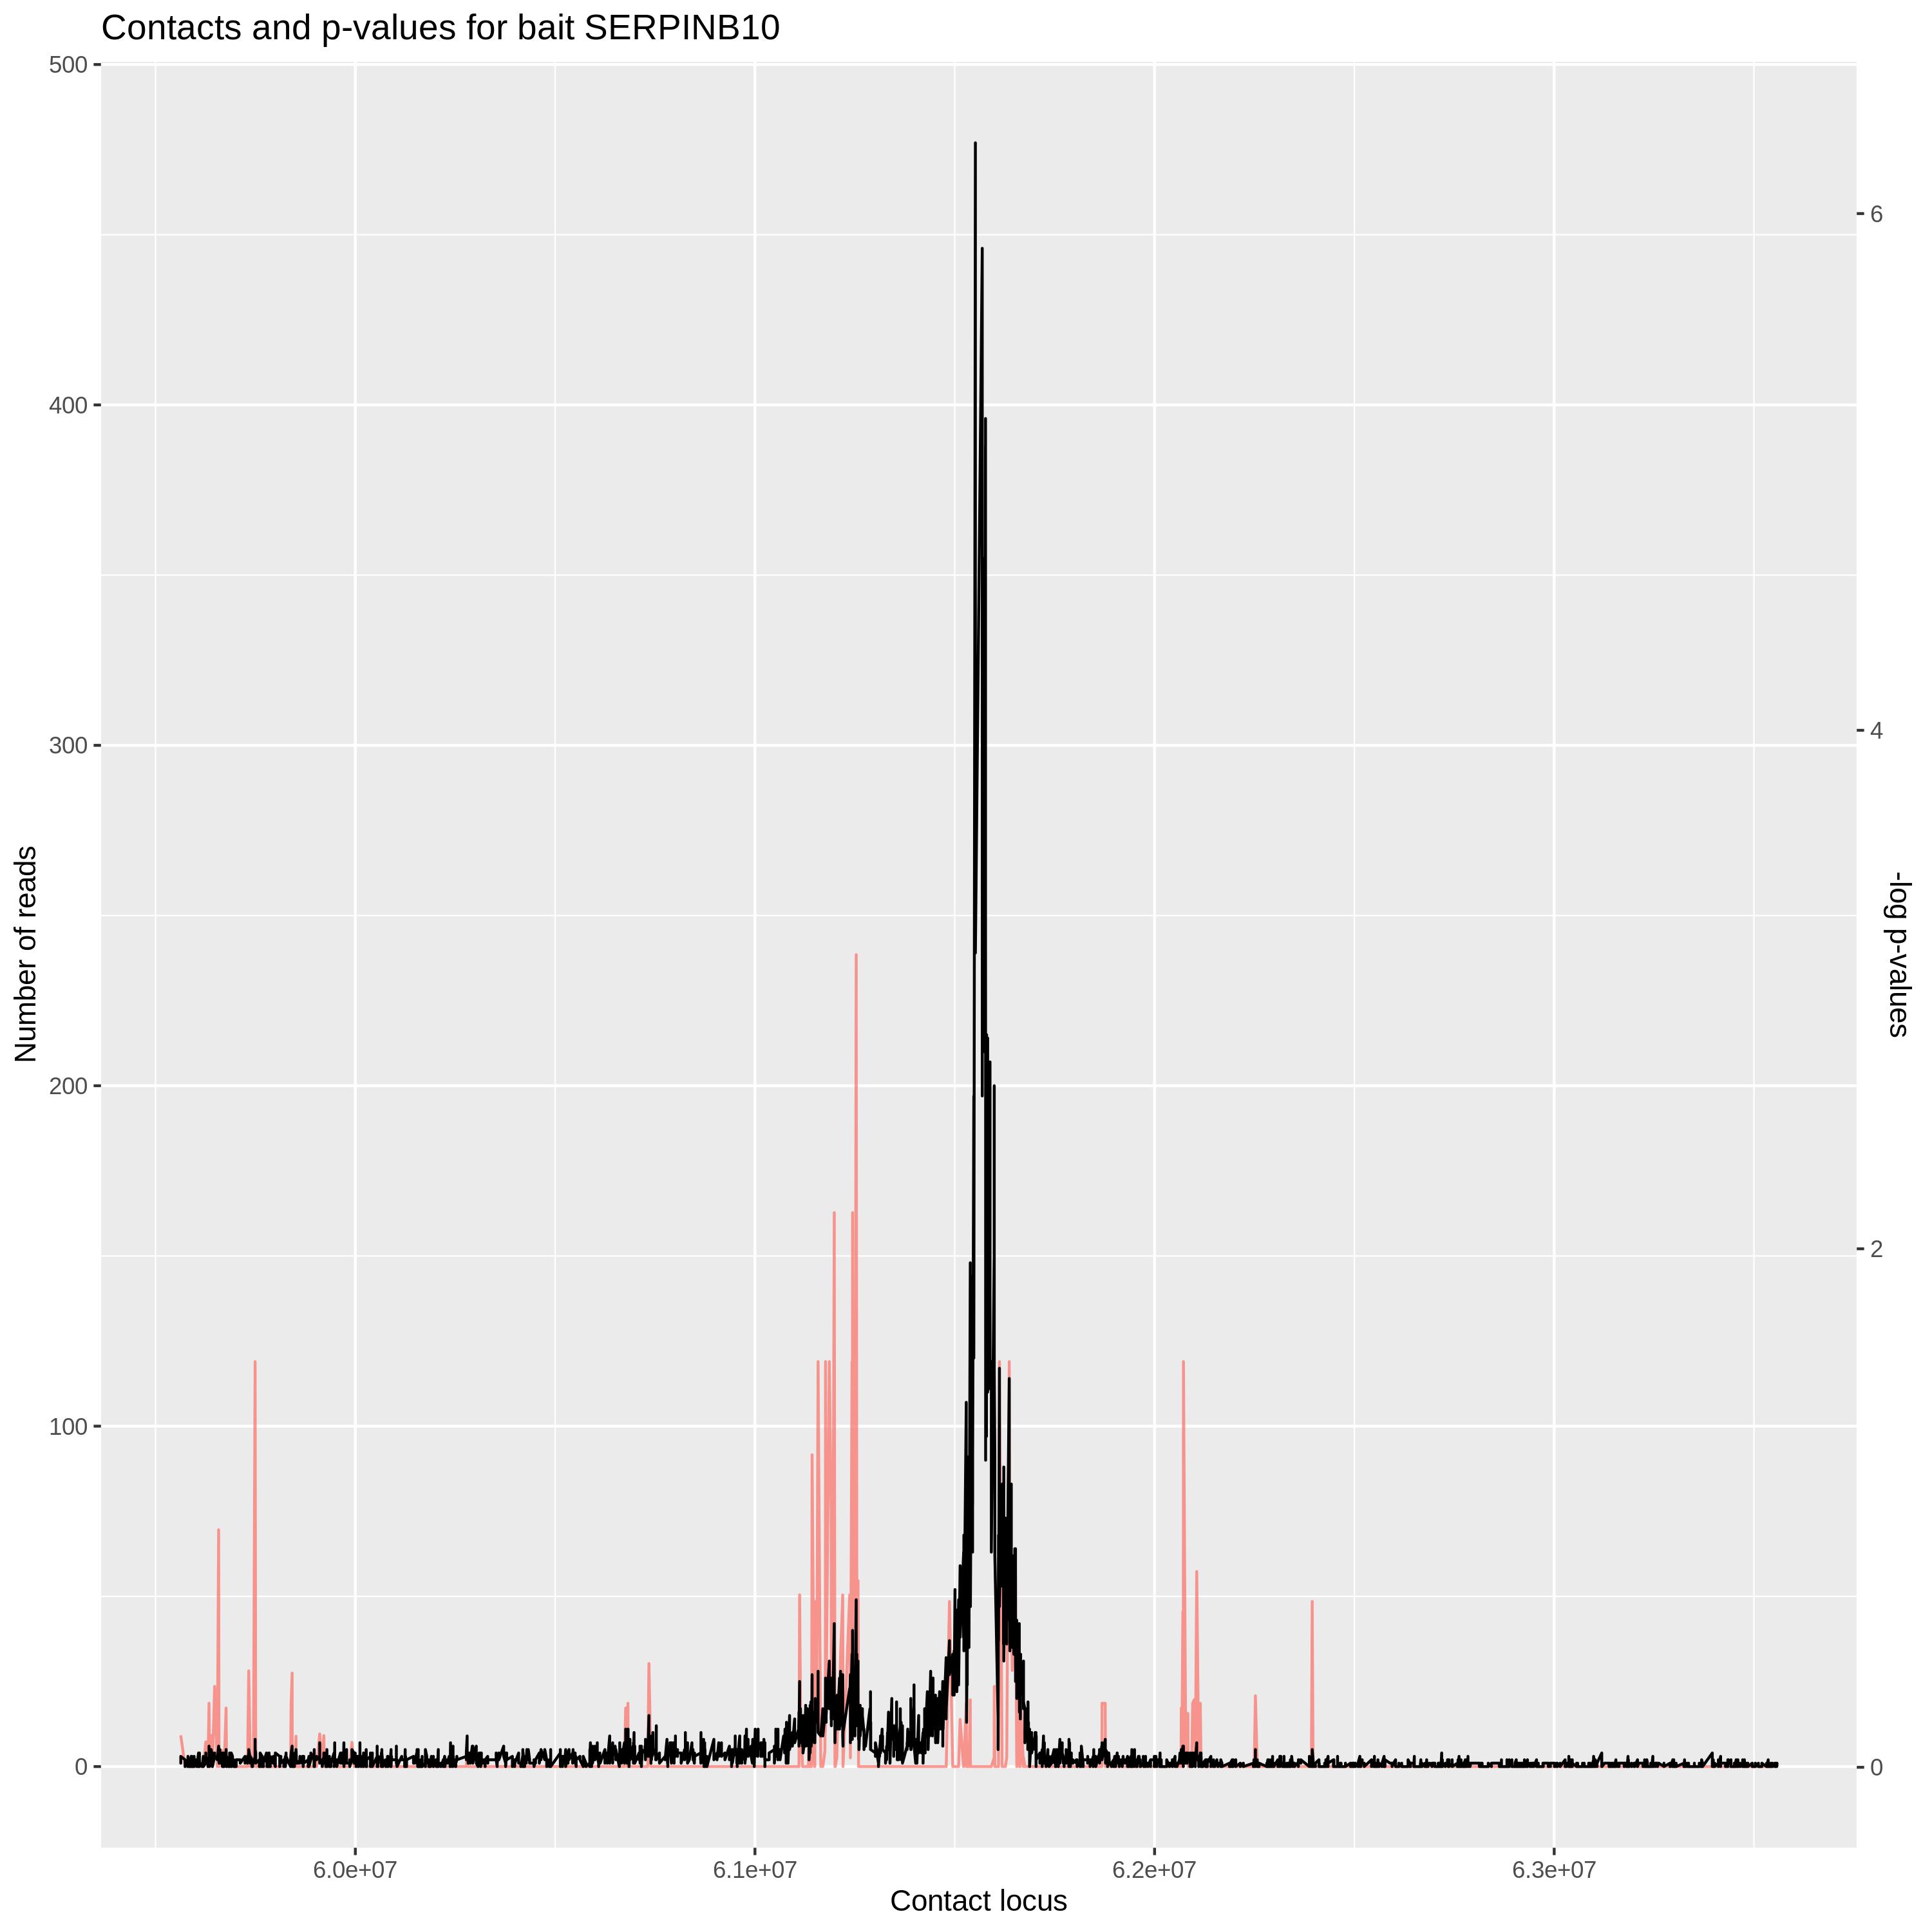 Contacts and p-values for bait SERPINB10
500
400
300
200
100
0
Number of reads
6
4
2
0
-log p-values
6.0e+07 6.1e+07 6.2e+07 6.3e+07
Contact locus